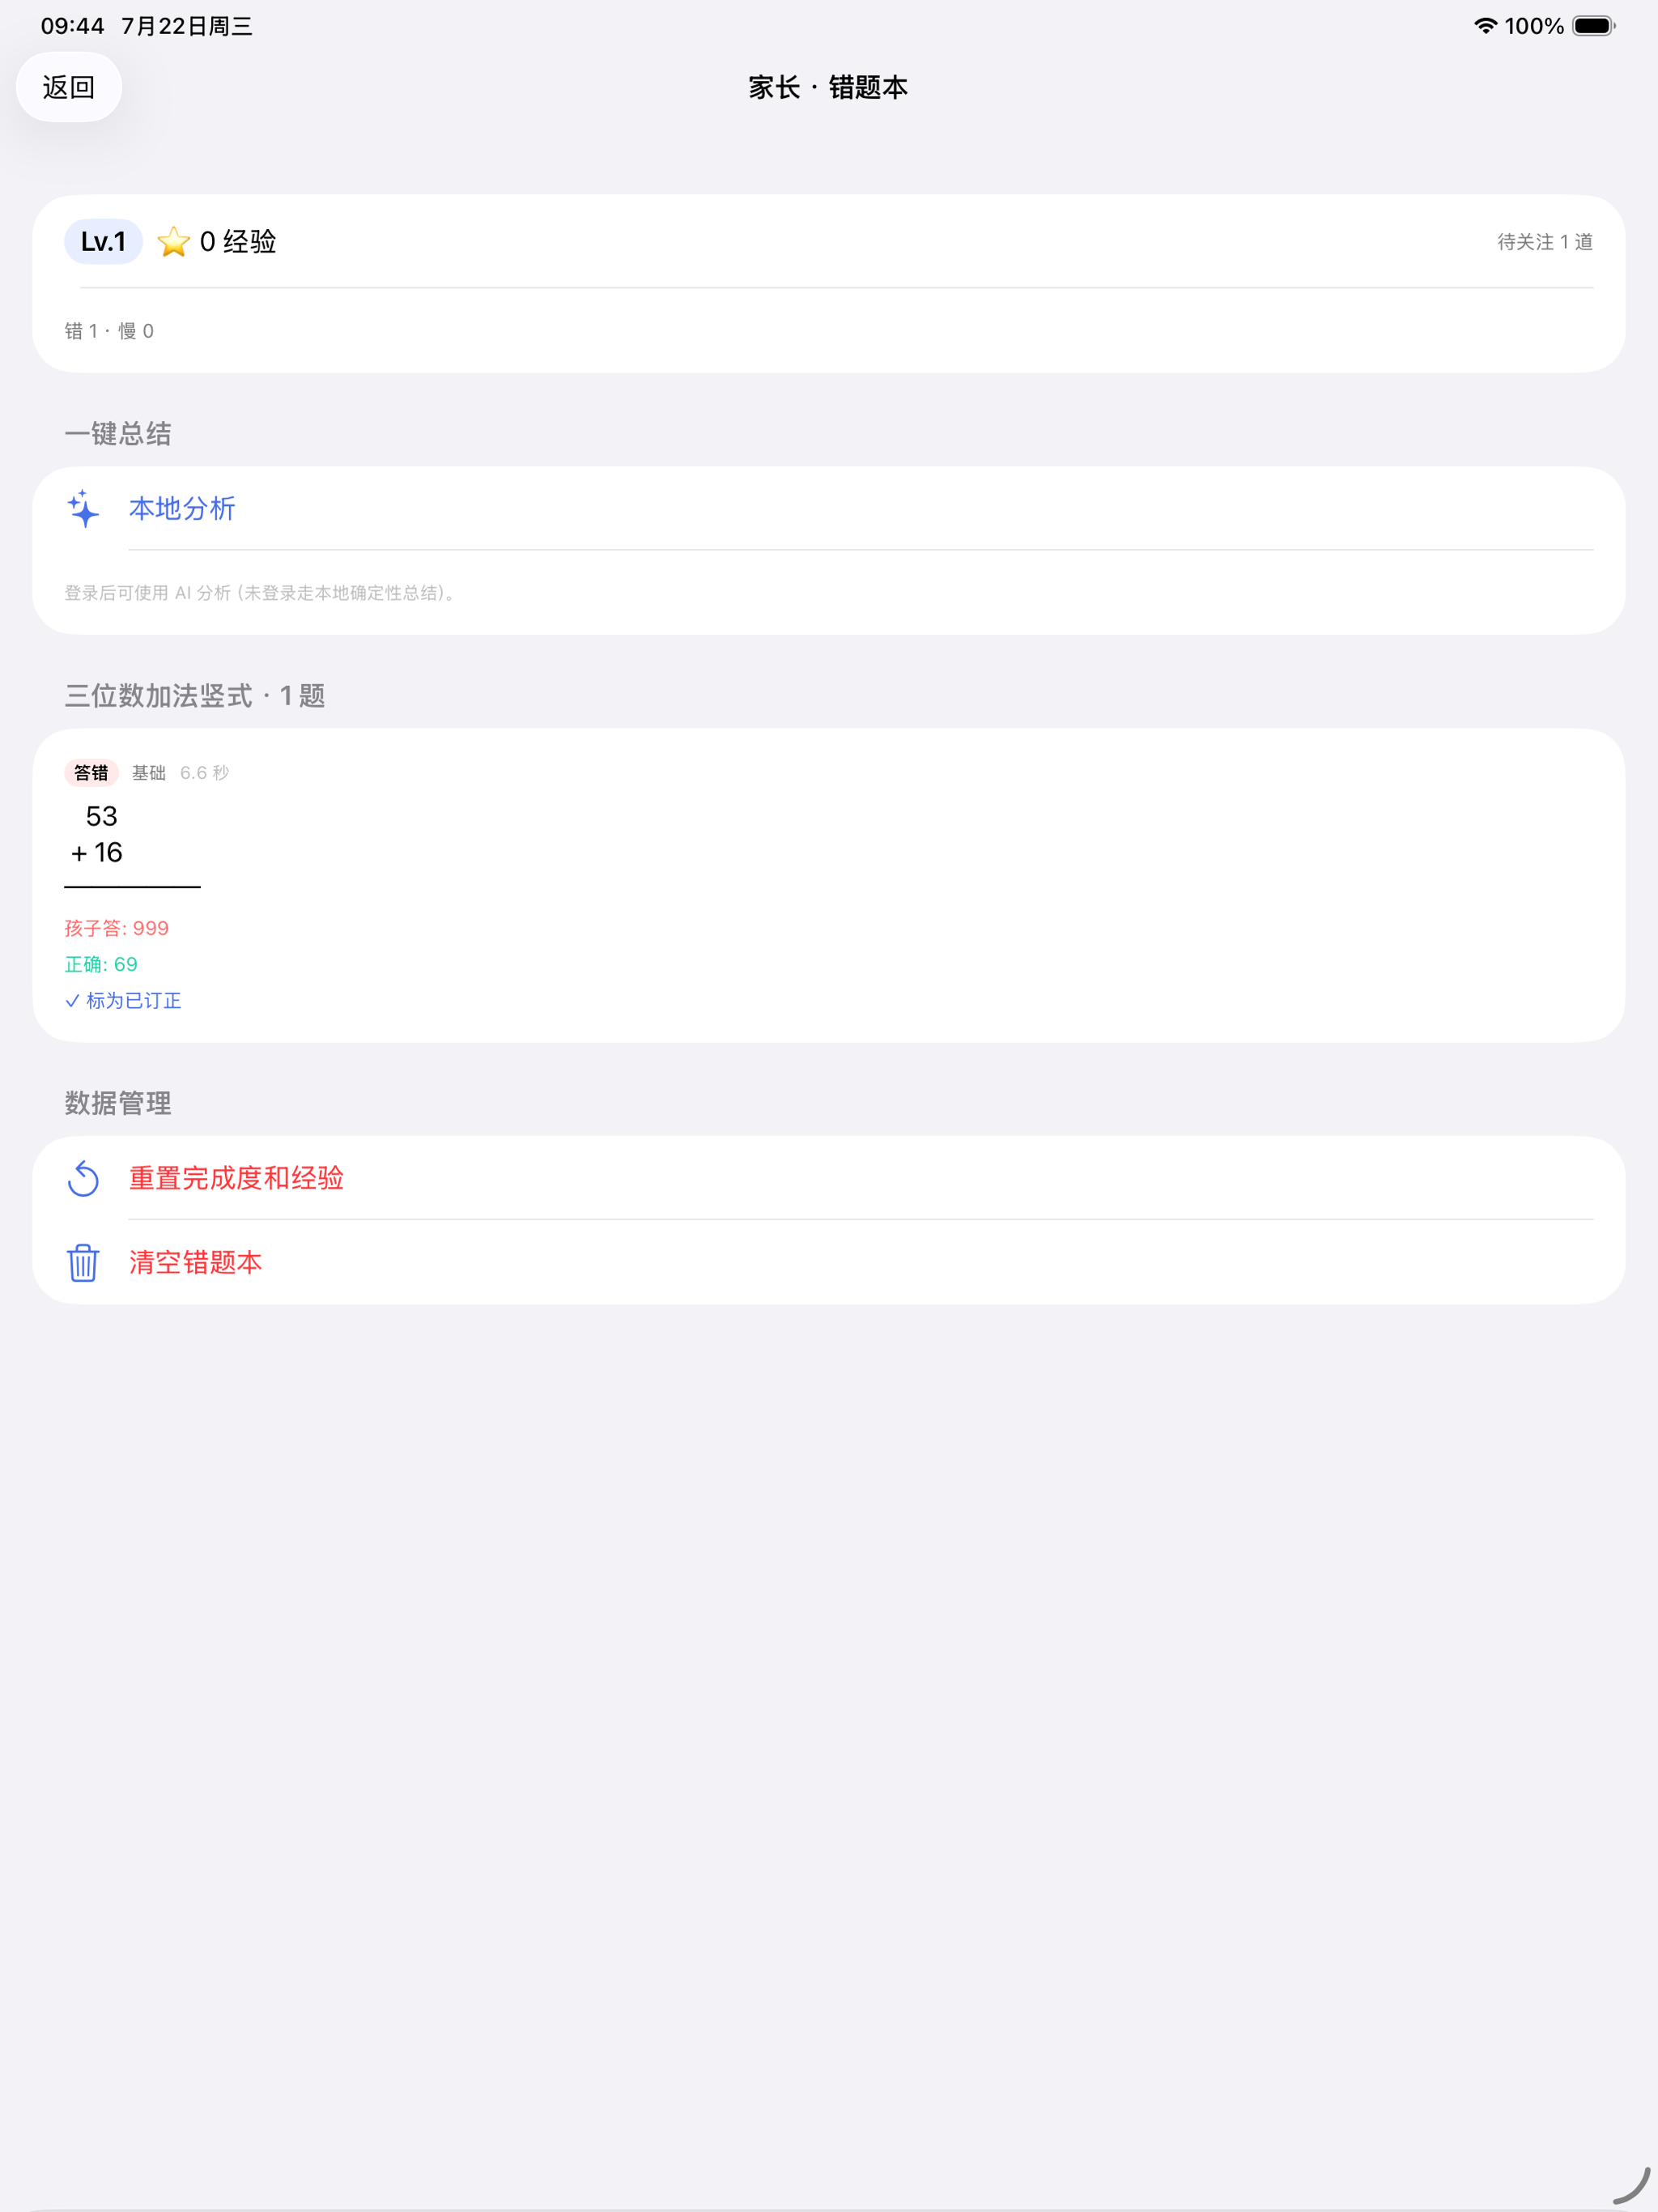 09:44 7月22日周三 100%
返回 家长 · 错题本
Lv.1 ⭐ 0 经验 待关注 1 道
错 1 · 慢 0
一键总结
本地分析
登录后可使用 AI 分析 (未登录走本地确定性总结)。
三位数加法竖式 · 1 题
答错 基础 6.6 秒
53
+ 16
孩子答: 999
正确: 69
✓ 标为已订正
数据管理
重置完成度和经验
清空错题本